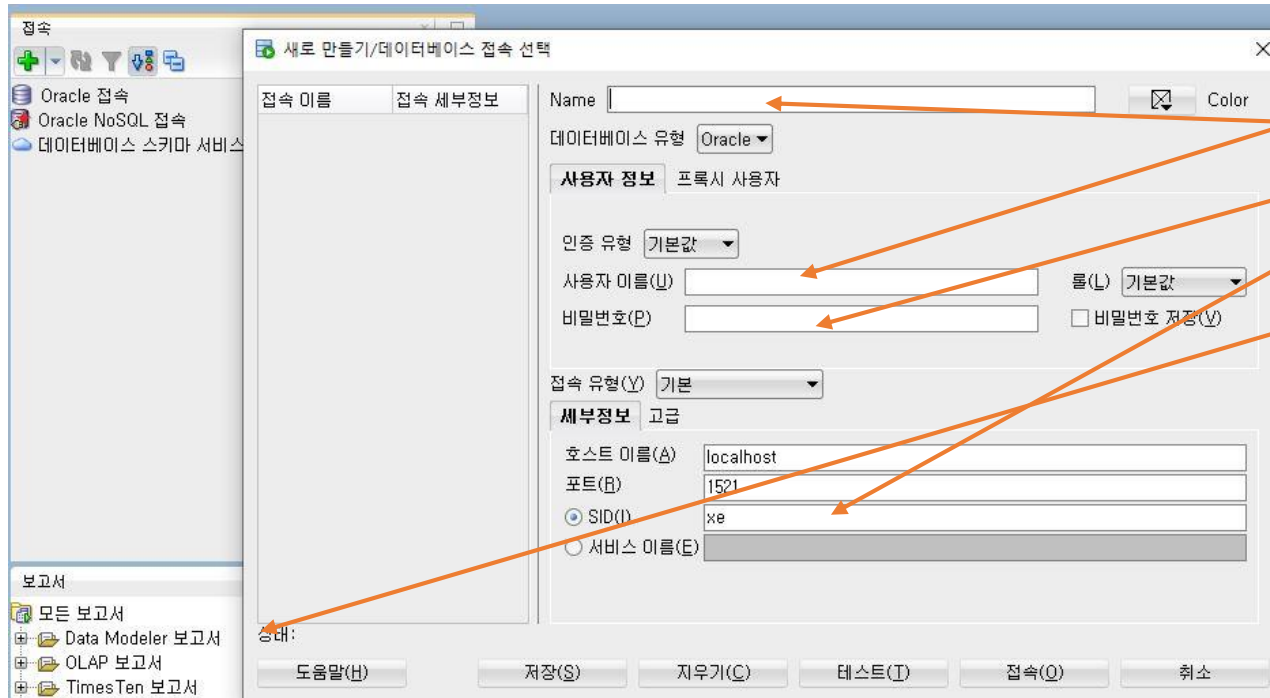 접속
Oracle 접속
Oracle NoSQL 접속
데이터베이스 스키마 서비스
보고서
모든 보고서
Data Modeler 보고서
OLAP 보고서
TimesTen 보고서
새로 만들기/데이터베이스 접속 선택
접속 이름 접속 세부정보
Name Color
데이터베이스 유형 Oracle
사용자 정보 프록시 사용자
인증 유형 기본값
사용자 이름(U) 롤(L) 기본값
비밀번호(P) 비밀번호 저장(V)
접속 유형(Y) 기본
세부정보 고급
호스트 이름(A) localhost
포트(R) 1521
SID(I) xe
서비스 이름(E)
상태:
도움말(H) 저장(S) 지우기(C) 테스트(T) 접속(O) 취소